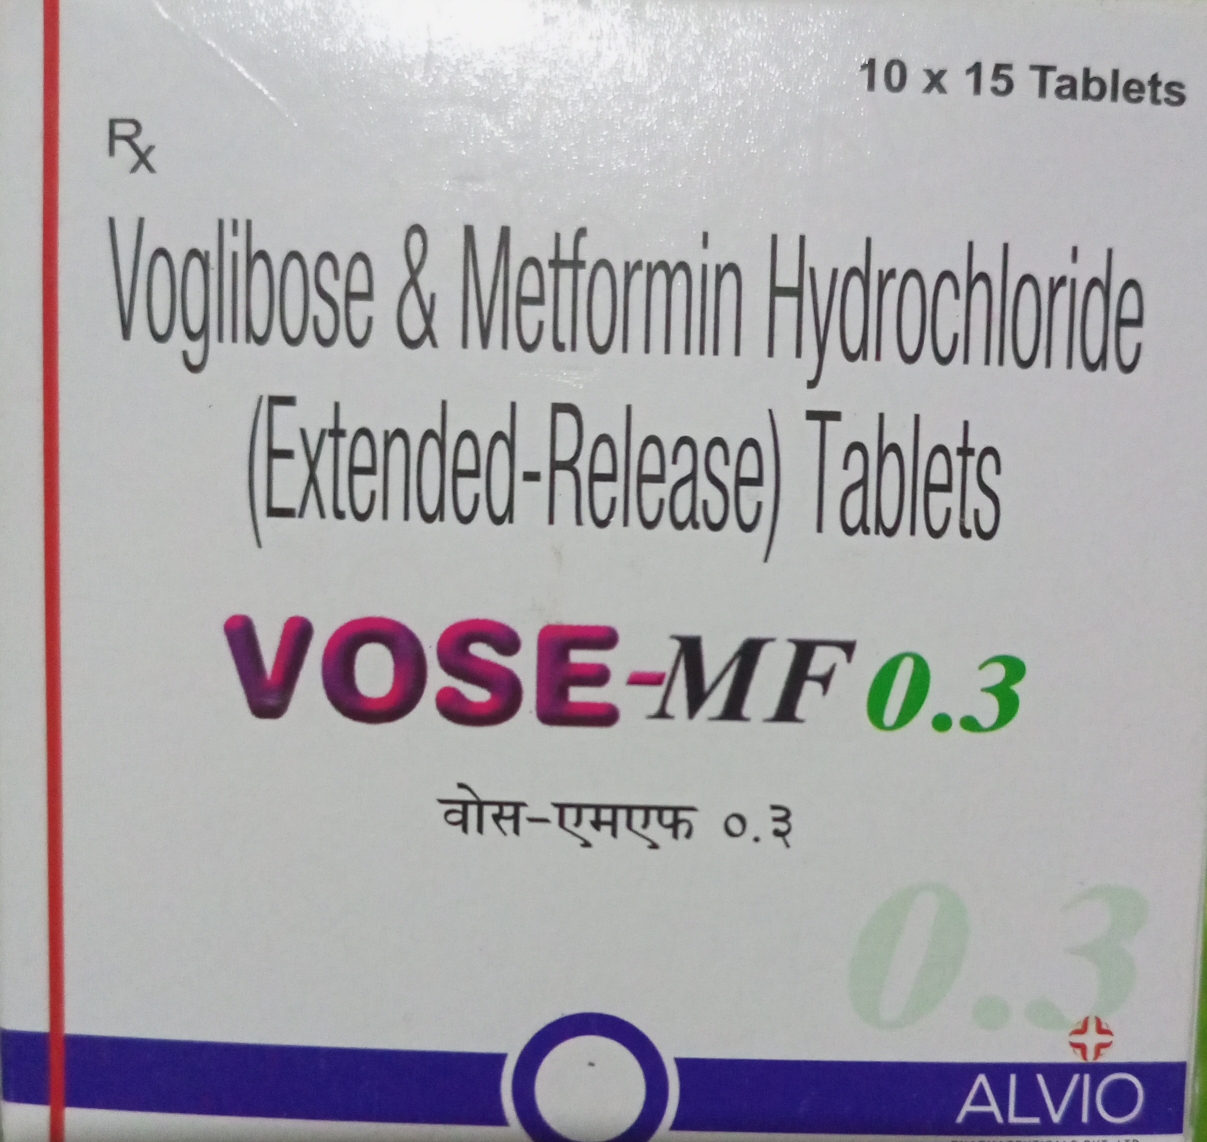 10 x 15 Tablets
Rx
Voglibose & Metformin Hydrochloride
(Extended-Release) Tablets
VOSE-MF 0.3
वोस-एमएफ ०.३
0.3
ALVIO